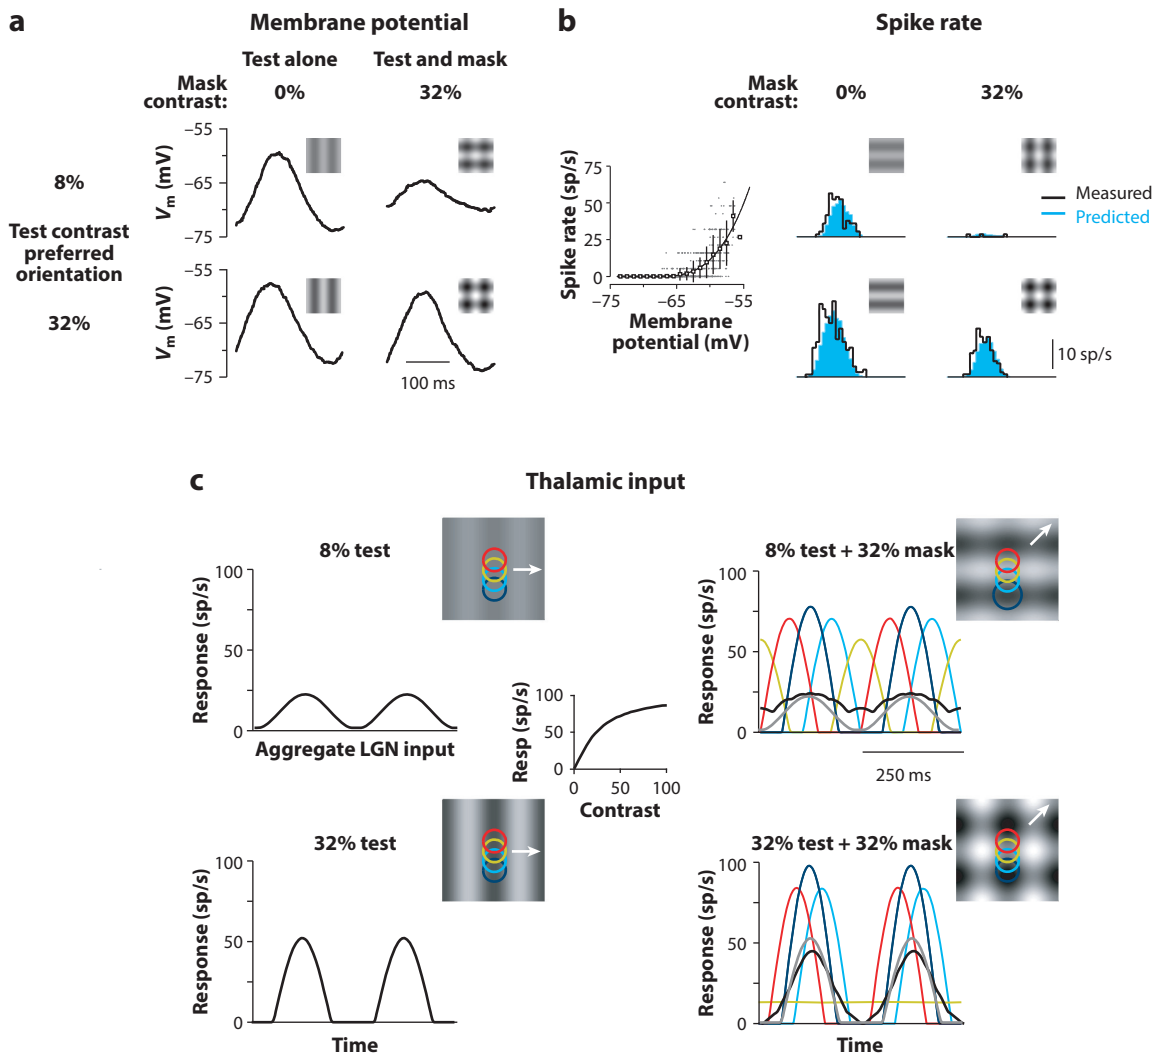 a
Membrane potential
Test alone
Test and mask
Mask
contrast:
0%
32%
8%
Test contrast
preferred
orientation
32%
Vm (mV)
−55
−65
−75
Vm (mV)
−55
−65
−75
100 ms
b
Spike rate
Mask
contrast:
0%
32%
Spike rate (sp/s)
75
50
25
0
−75
−65
−55
Membrane
potential (mV)
Measured
Predicted
10 sp/s
c
Thalamic input
8% test
Response (sp/s)
100
50
0
Aggregate LGN input
8% test + 32% mask
Response (sp/s)
100
50
0
250 ms
Resp (sp/s)
100
50
0
0
50
100
Contrast
32% test
Response (sp/s)
100
50
0
Time
32% test + 32% mask
Response (sp/s)
100
50
0
Time